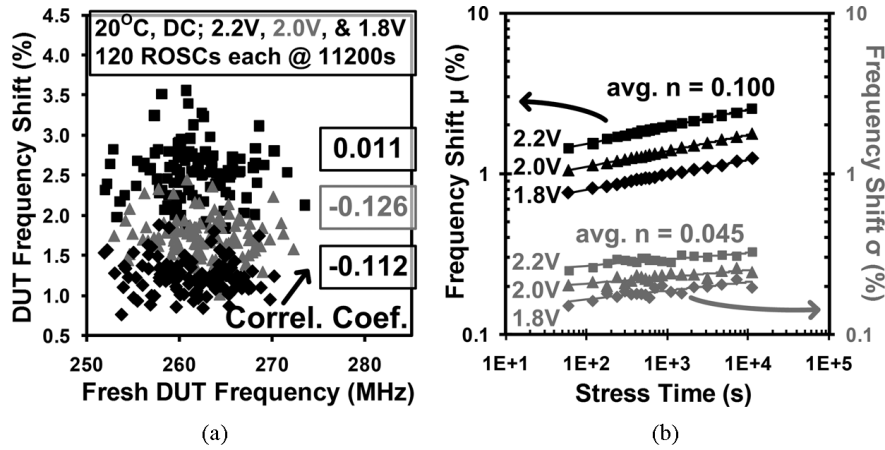 20°C, DC; 2.2V, 2.0V, & 1.8V
120 ROSCs each @ 11200s
DUT Frequency Shift (%)
4.5
4.0
3.5
3.0
2.5
2.0
1.5
1.0
0.5
0.011
-0.126
-0.112
Correl. Coef.
250
260
270
280
Fresh DUT Frequency (MHz)
(a)
Frequency Shift μ (%)
10
1
0.1
avg. n = 0.100
2.2V
2.0V
1.8V
avg. n = 0.045
2.2V
2.0V
1.8V
10
1
0.1
Frequency Shift σ (%)
1E+1
1E+2
1E+3
1E+4
1E+5
Stress Time (s)
(b)